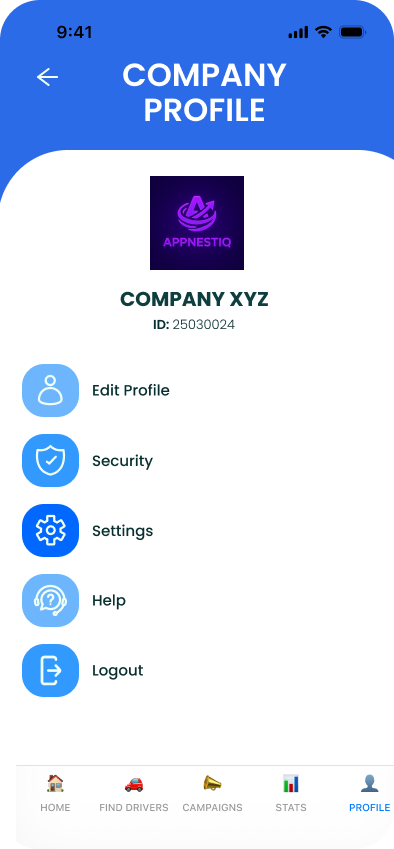 9:41
COMPANY
PROFILE
APPNESTIQ
COMPANY XYZ
ID: 25030024
Edit Profile
Security
Settings
Help
Logout
HOME FIND DRIVERS CAMPAIGNS STATS PROFILE